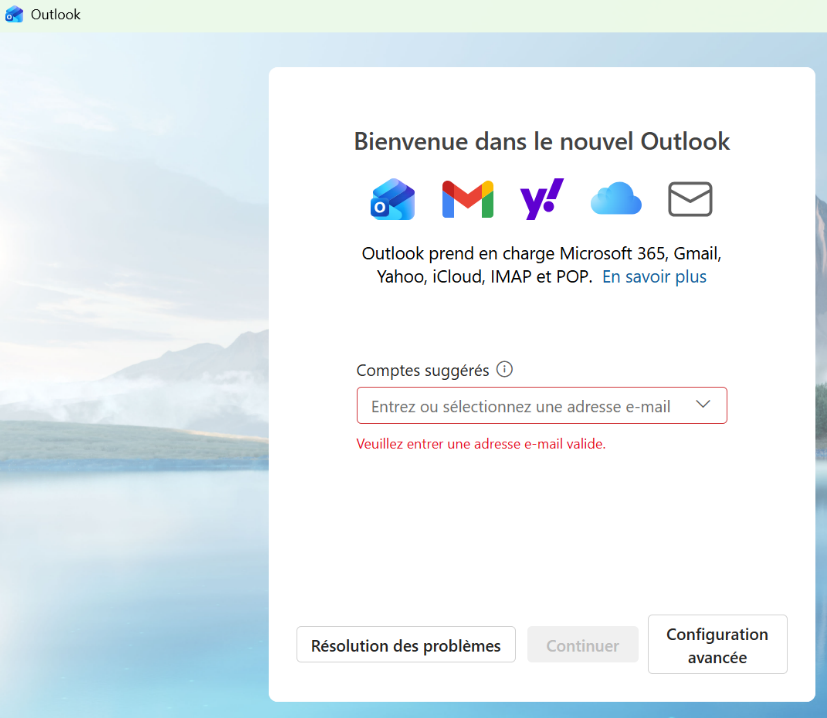 Outlook
Bienvenue dans le nouvel Outlook
Outlook prend en charge Microsoft 365, Gmail,
Yahoo, iCloud, IMAP et POP. En savoir plus
Comptes suggérés
Entrez ou sélectionnez une adresse e-mail
Veuillez entrer une adresse e-mail valide.
Résolution des problèmes
Continuer
Configuration
avancée